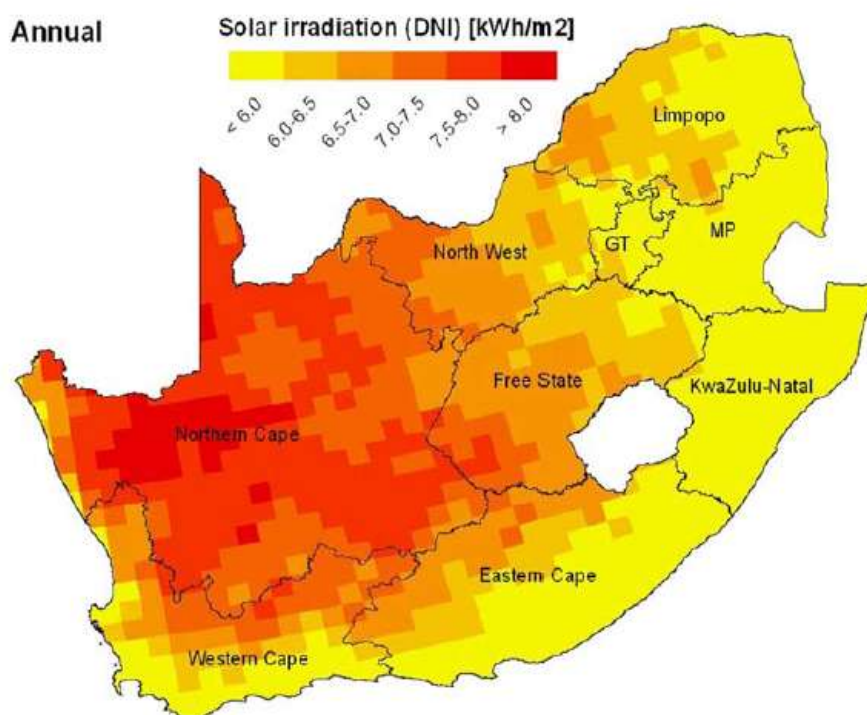 Annual
Solar irradiation (DNI) [kWh/m2]
< 6.0
6.0-6.5
6.5-7.0
7.0-7.5
7.5-8.0
> 8.0
Limpopo
MP
GT
North West
Free State
KwaZulu-Natal
Northern Cape
Eastern Cape
Western Cape